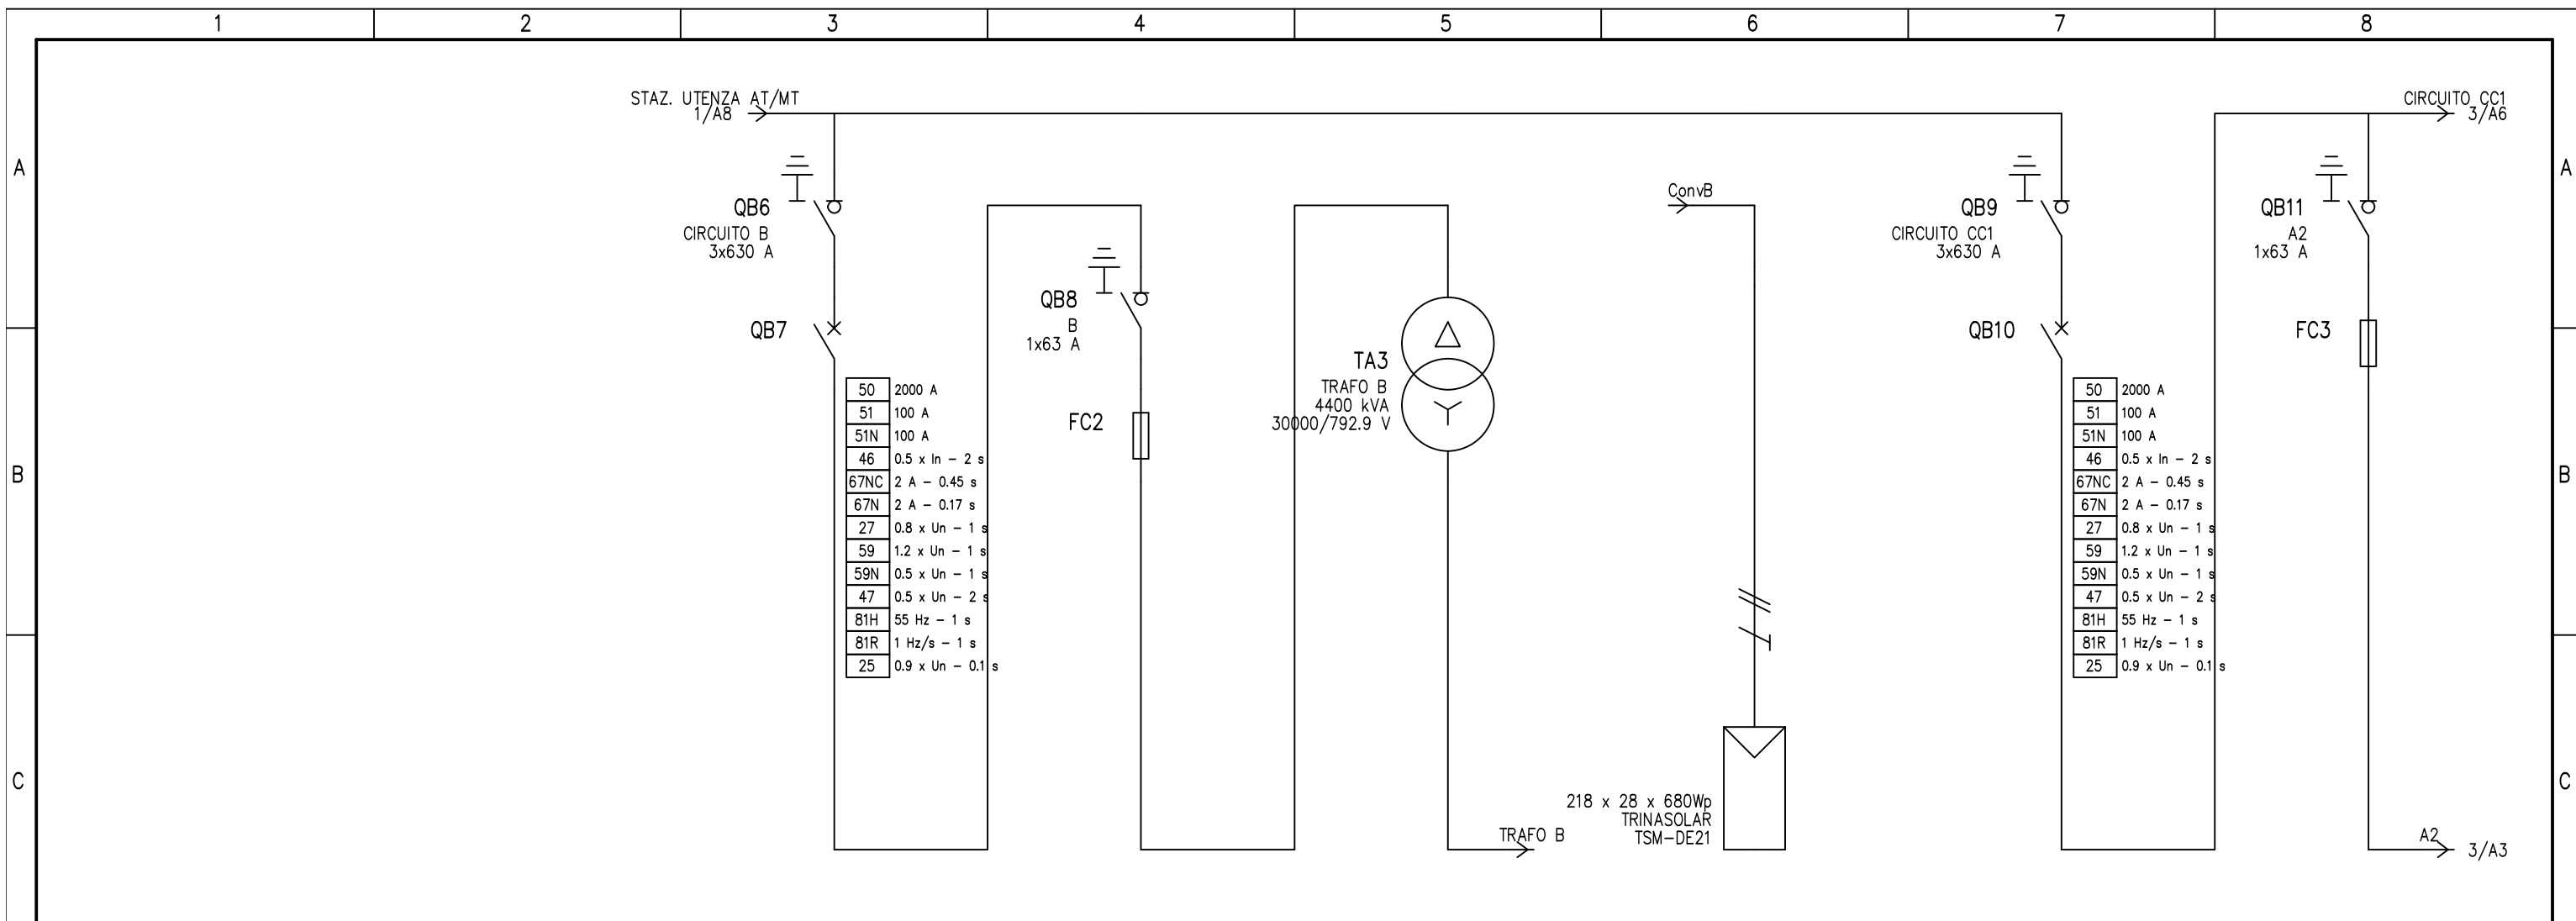 1 2 3 4 5 6 7 8
STAZ. UTENZA AT/MT
1/A8
CIRCUITO CC1
3/A6
A
A
QB6
CIRCUITO B
3x630 A
QB7
50 2000 A
51 100 A
51N 100 A
46 0.5 x In - 2 s
67NC 2 A - 0.45 s
67N 2 A - 0.17 s
27 0.8 x Un - 1 s
59 1.2 x Un - 1 s
59N 0.5 x Un - 1 s
47 0.5 x Un - 2 s
81H 55 Hz - 1 s
81R 1 Hz/s - 1 s
25 0.9 x Un - 0.1 s
QB8
B
1x63 A
FC2
TA3
TRAFO B
4400 kVA
30000/792.9 V
TRAFO B
ConvB
218 x 28 x 680Wp
TRINASOLAR
TSM-DE21
QB9
CIRCUITO CC1
3x630 A
QB10
50 2000 A
51 100 A
51N 100 A
46 0.5 x In - 2 s
67NC 2 A - 0.45 s
67N 2 A - 0.17 s
27 0.8 x Un - 1 s
59 1.2 x Un - 1 s
59N 0.5 x Un - 1 s
47 0.5 x Un - 2 s
81H 55 Hz - 1 s
81R 1 Hz/s - 1 s
25 0.9 x Un - 0.1 s
QB11
A2
1x63 A
FC3
A2
3/A3
B
B
C
C